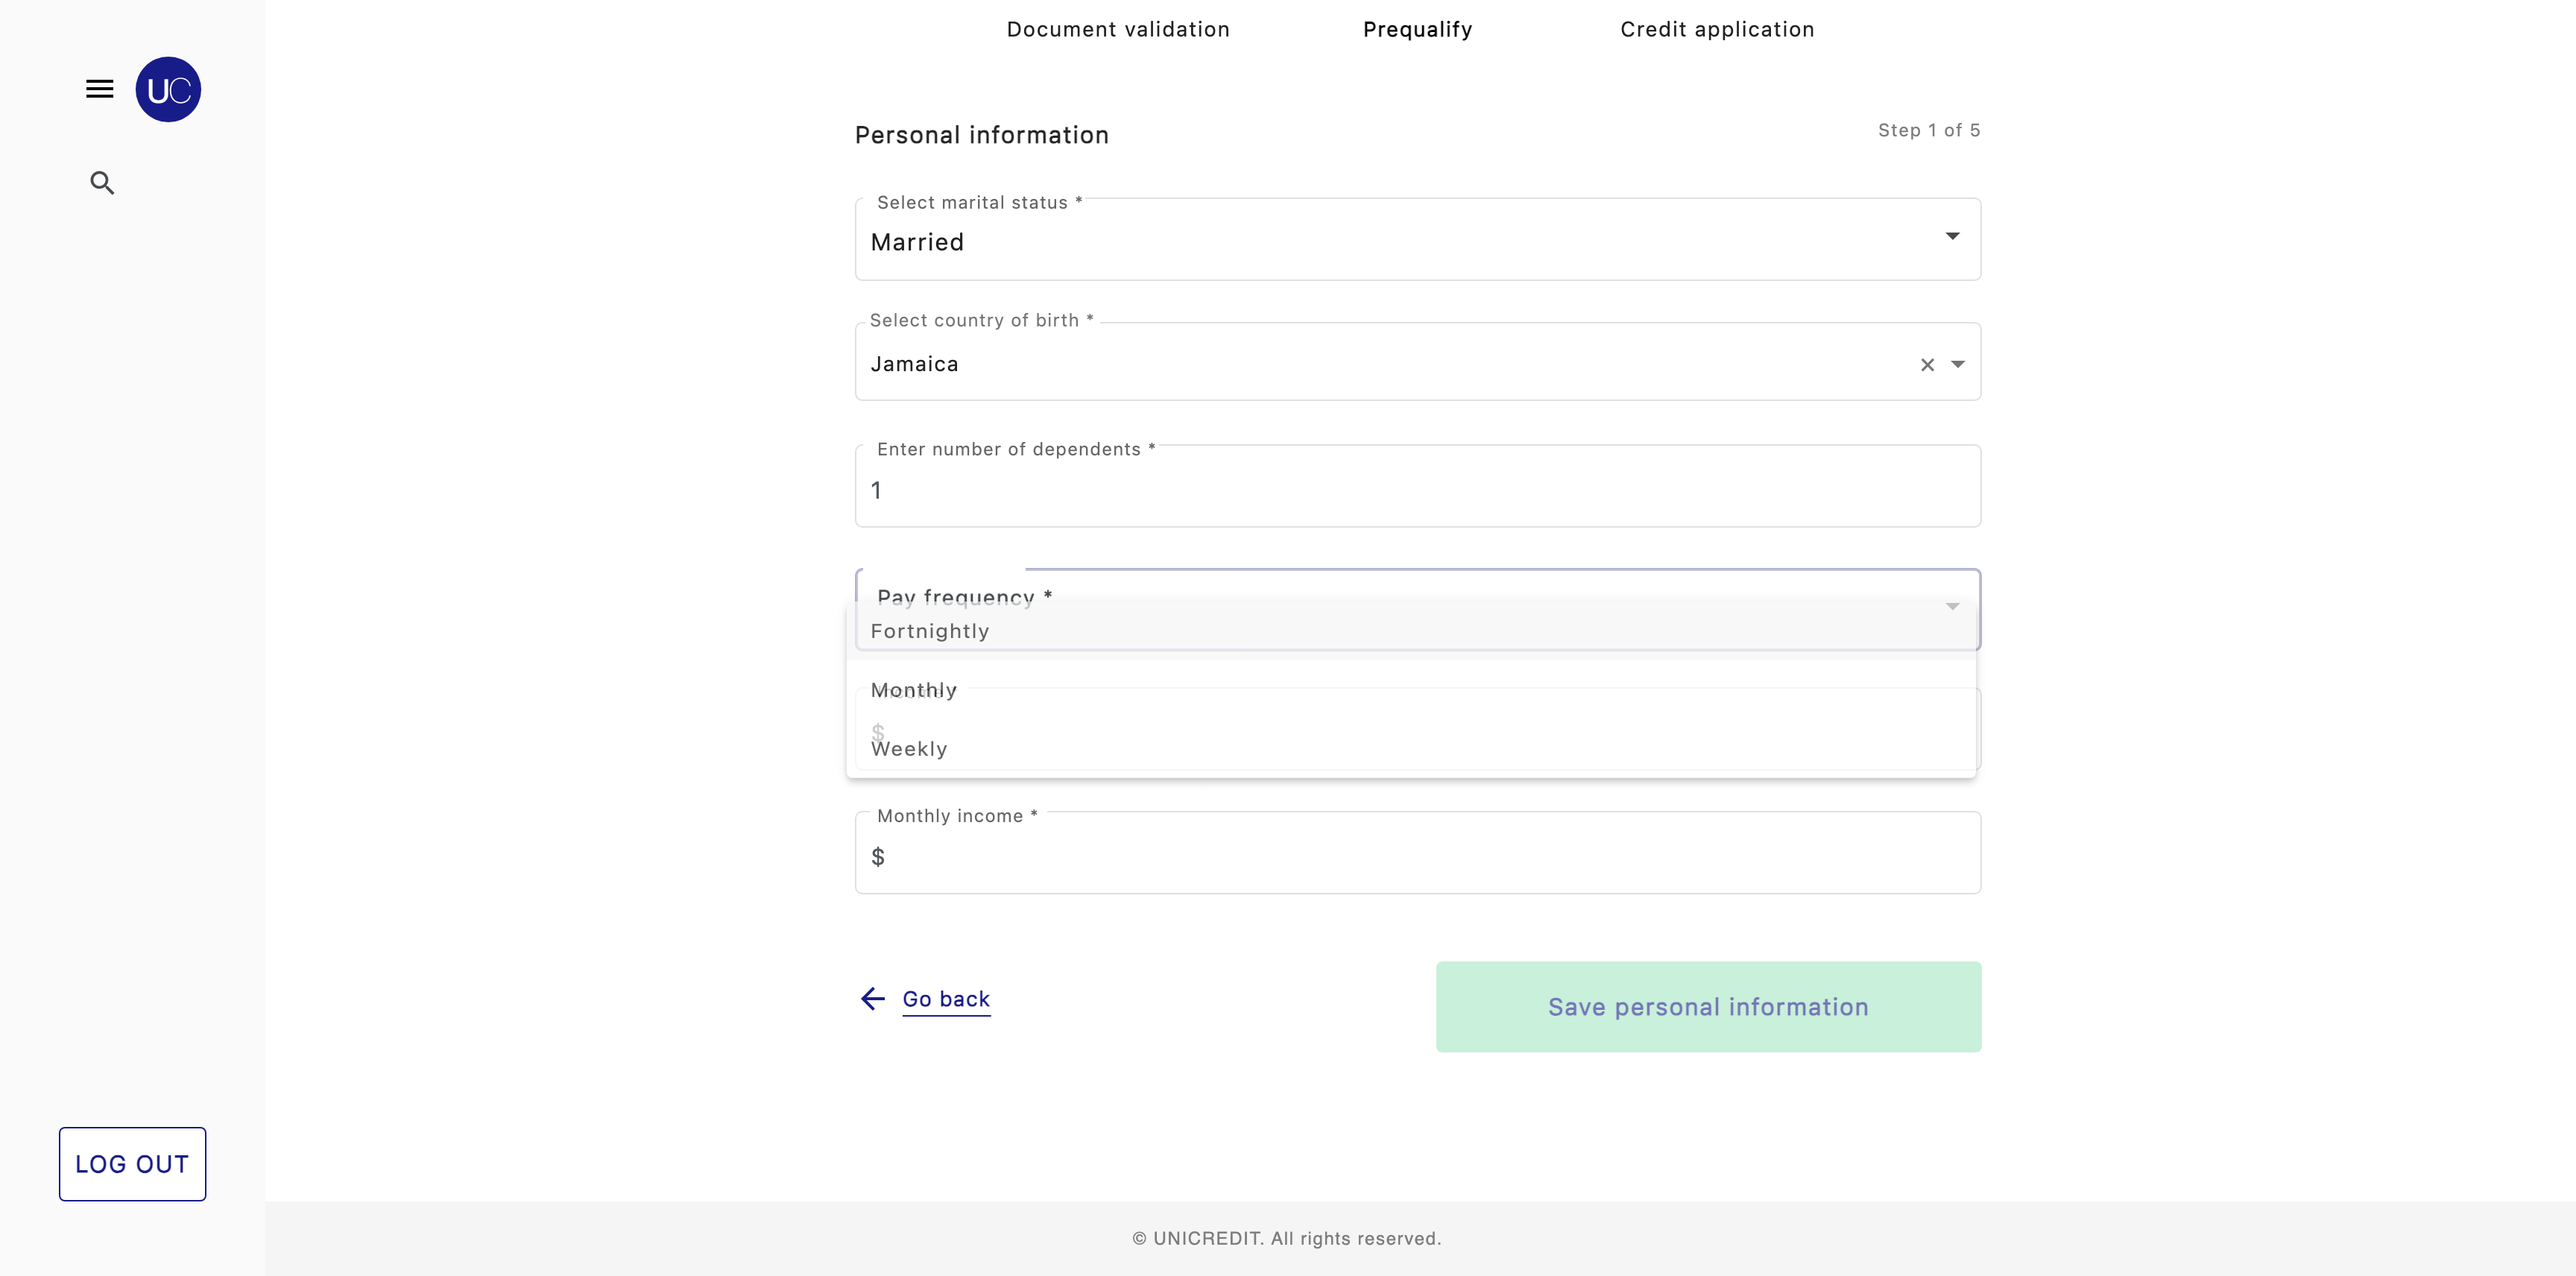 Document validation
Prequalify
Credit application
UC
Personal information
Step 1 of 5
Select marital status *
Married
Select country of birth *
Jamaica
Enter number of dependents *
1
Pay frequency *
Fortnightly
Monthly
$
Weekly
Monthly income *
$
Go back
Save personal information
LOG OUT
© UNICREDIT. All rights reserved.